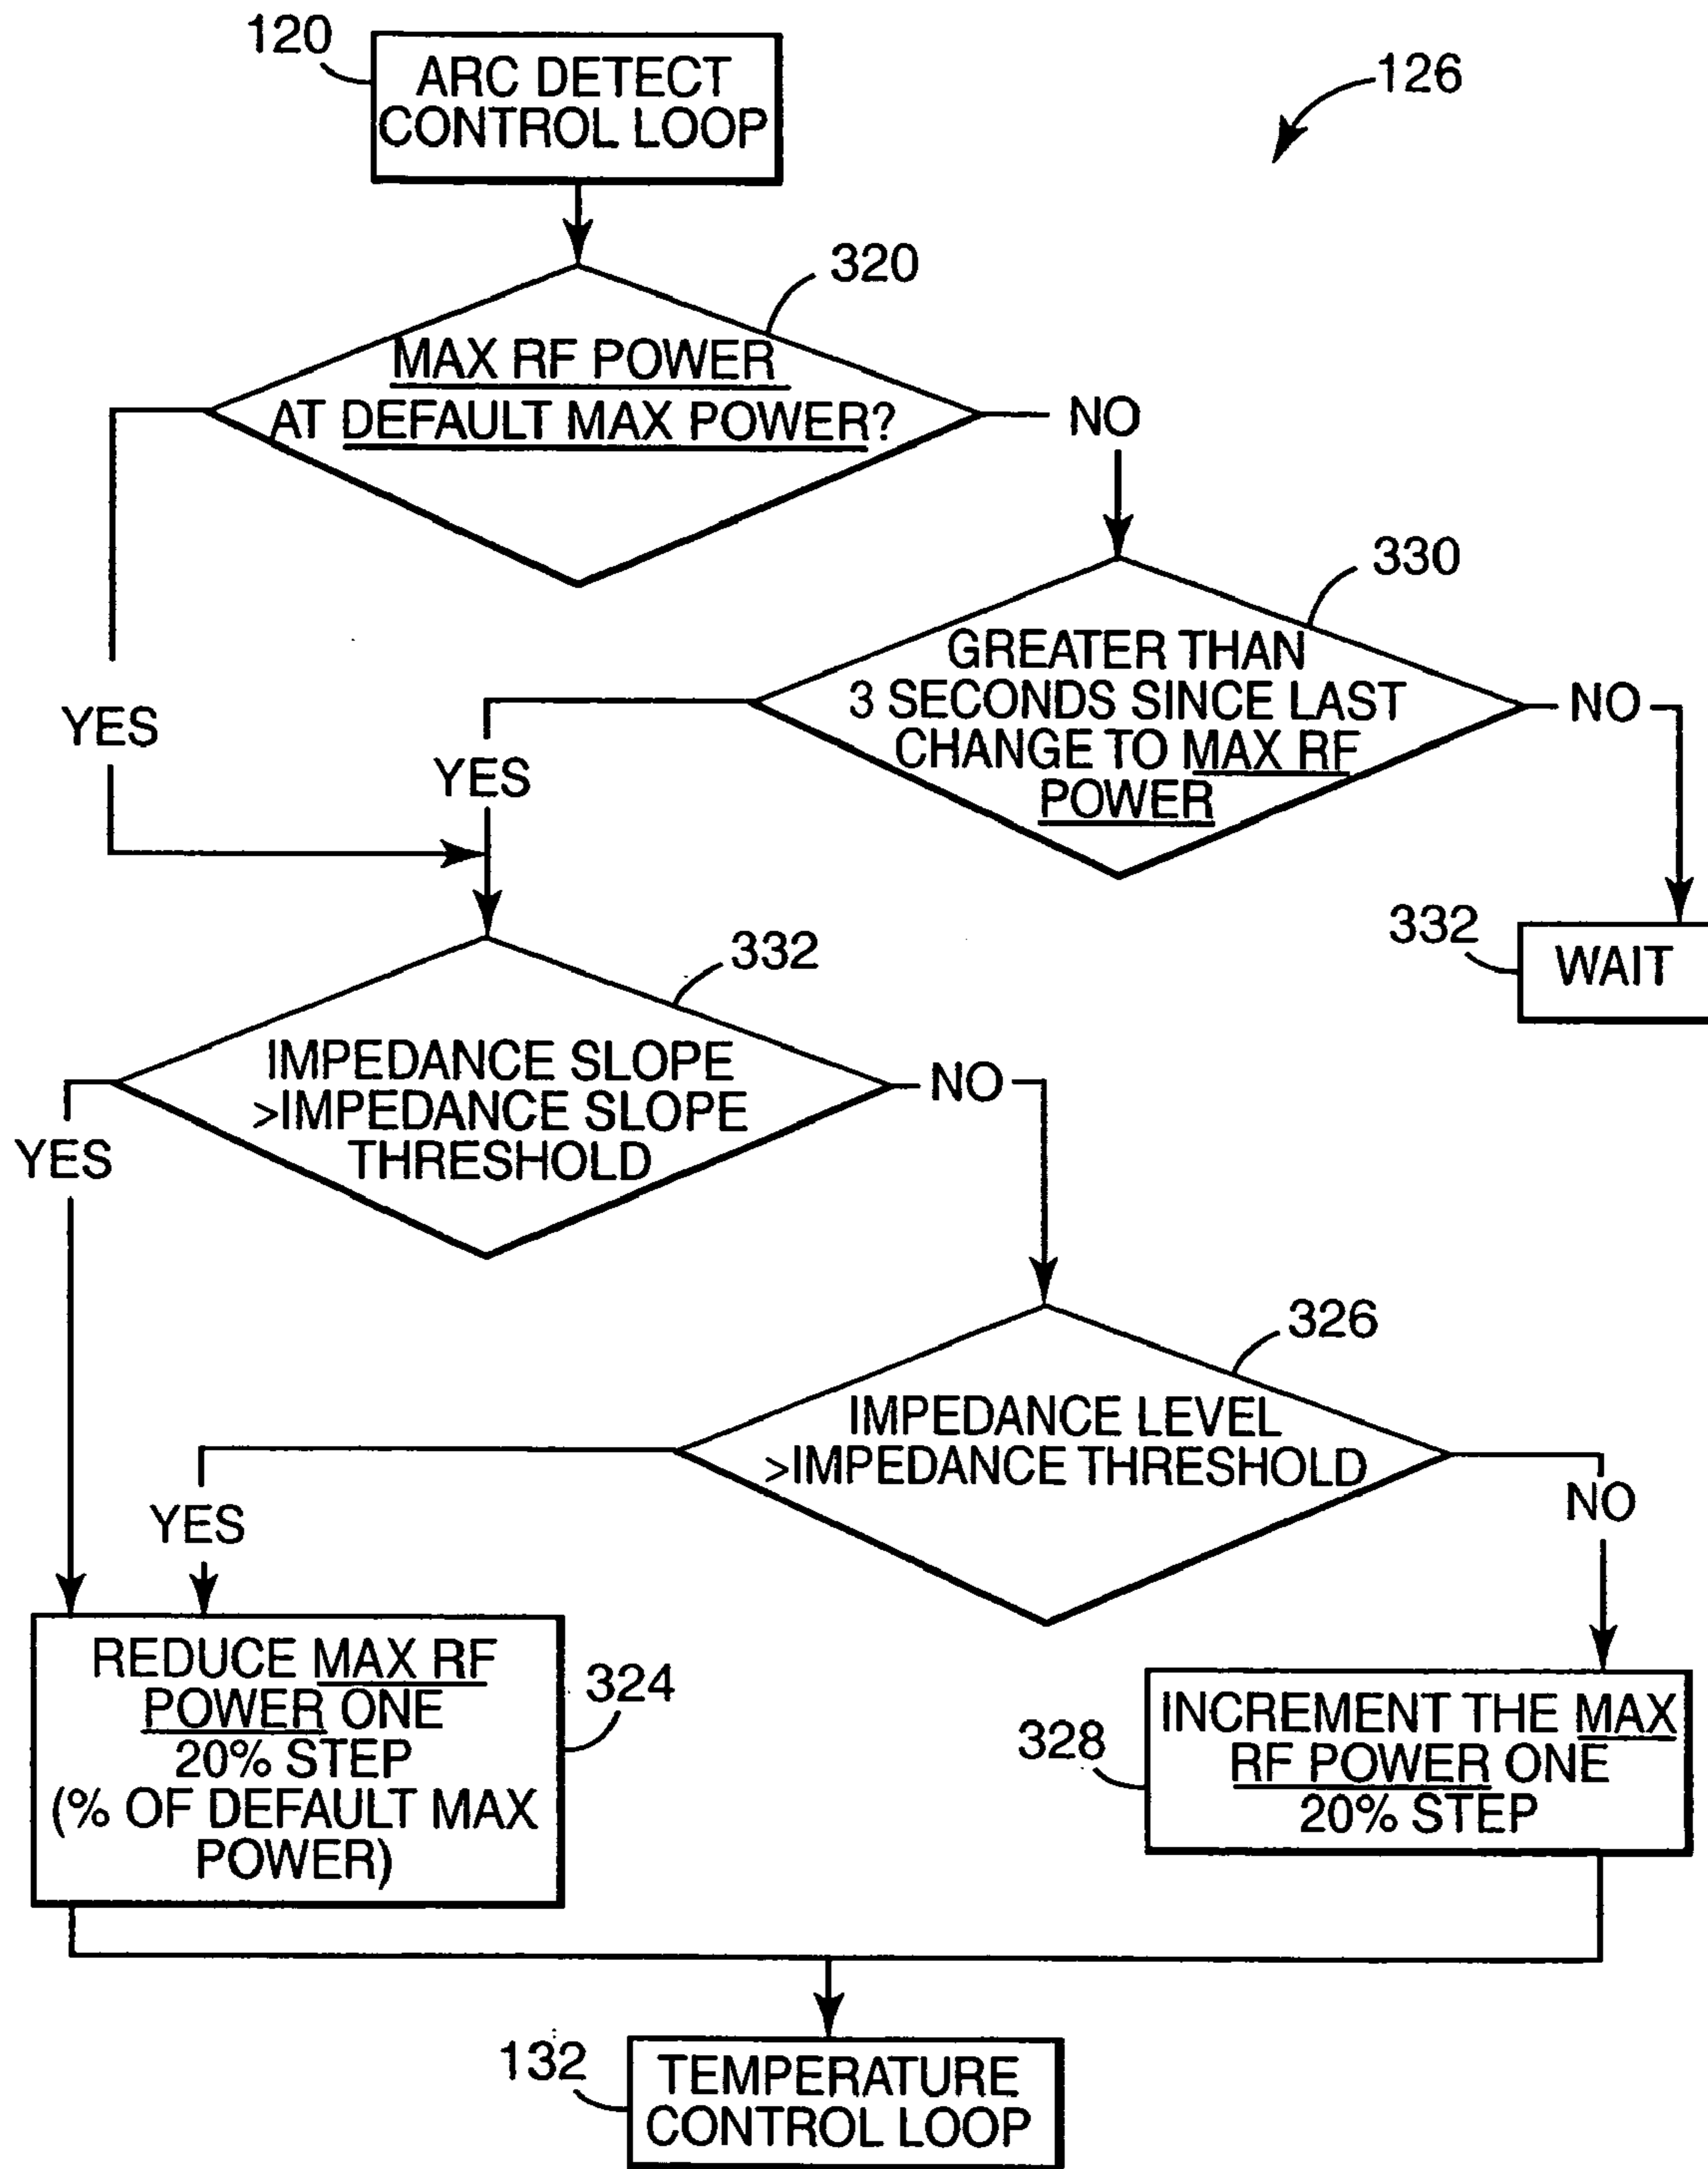 120
ARC DETECT
CONTROL LOOP
126
320
MAX RF POWER
AT DEFAULT MAX POWER?
NO
330
GREATER THAN
3 SECONDS SINCE LAST
CHANGE TO MAX RF
POWER
NO
YES
YES
332
WAIT
332
IMPEDANCE SLOPE
>IMPEDANCE SLOPE
THRESHOLD
NO
YES
326
IMPEDANCE LEVEL
>IMPEDANCE THRESHOLD
NO
YES
REDUCE MAX RF
POWER ONE
20% STEP
(% OF DEFAULT MAX
POWER)
324
328
INCREMENT THE MAX
RF POWER ONE
20% STEP
132
TEMPERATURE
CONTROL LOOP